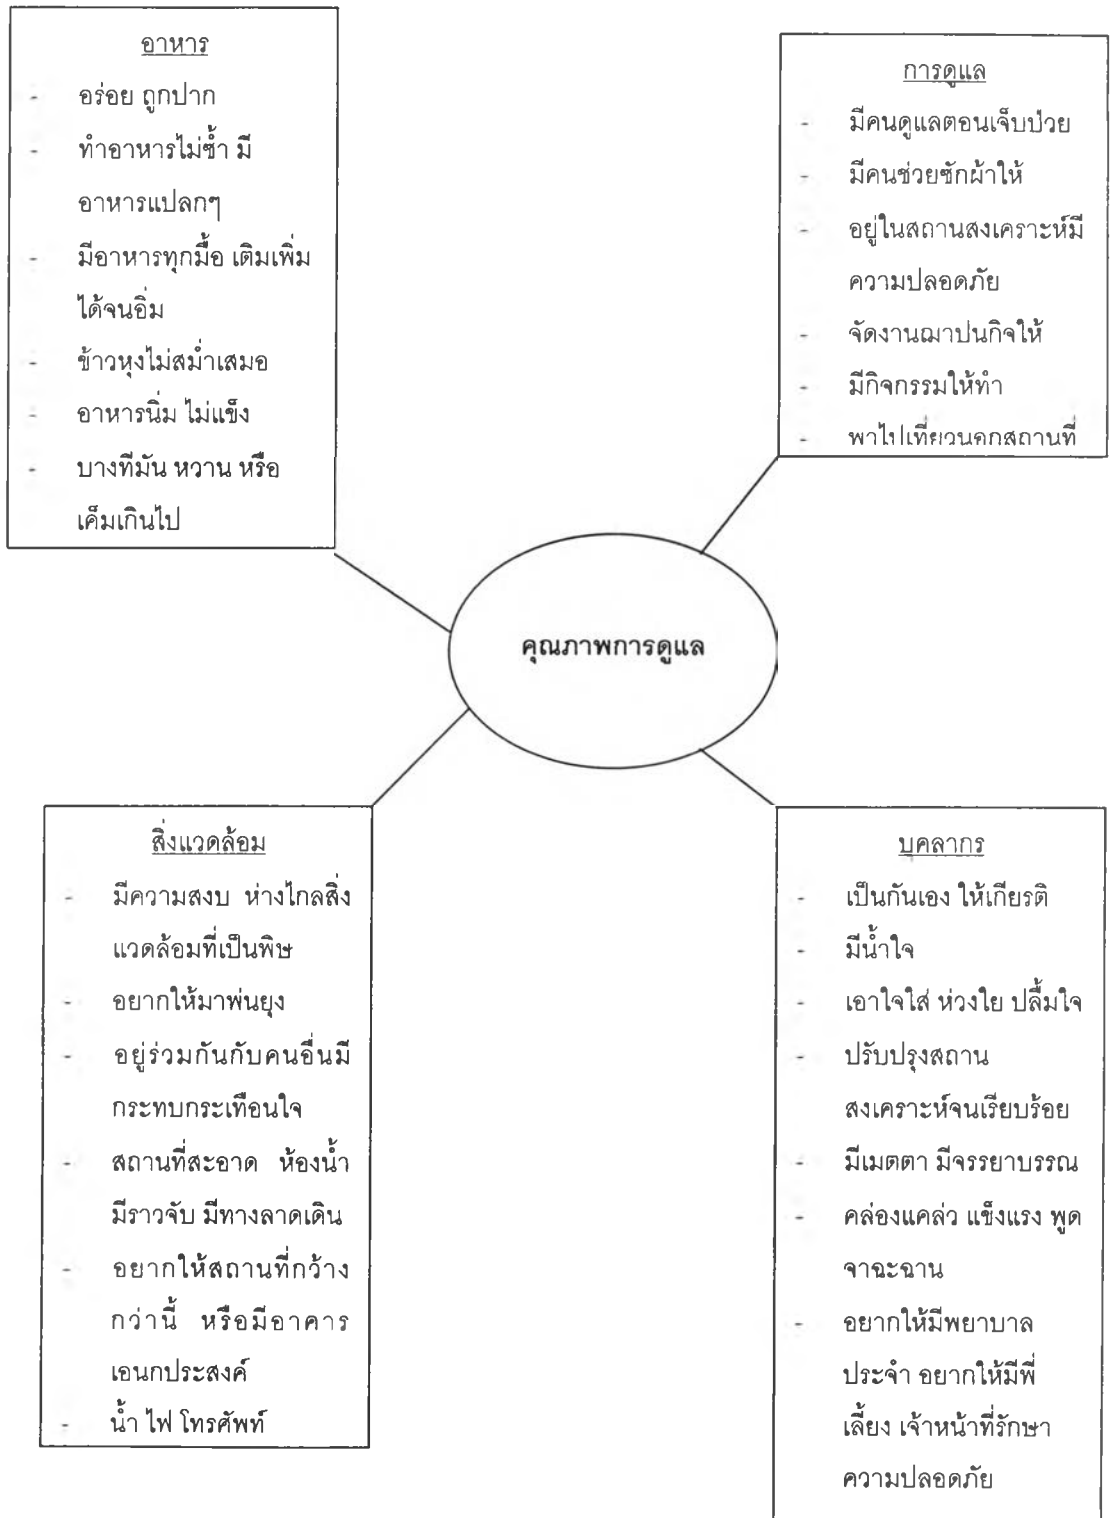 อาหาร
- อร่อย ถูกปาก
- ทำอาหารไม่ซ้ำ มี
อาหารแปลกๆ
- มีอาหารทุกมื้อ เติมเพิ่ม
ได้จนอิ่ม
- ข้าวหุงไม่สม่ำเสมอ
- อาหารนิ่ม ไม่แข็ง
- บางทีมัน หวาน หรือ
เค็มเกินไป
การดูแล
- มีคนดูแลตอนเจ็บป่วย
- มีคนช่วยซักผ้าให้
- อยู่ในสถานสงเคราะห์มี
ความปลอดภัย
- จัดงานฌาปนกิจให้
- มีกิจกรรมให้ทำ
- พาไปเที่ยวนอกสถานที่
คุณภาพการดูแล
สิ่งแวดล้อม
- มีความสงบ ห่างไกลสิ่ง
แวดล้อมที่เป็นพิษ
- อยากให้มาพ่นยุง
- อยู่ร่วมกันกับคนอื่นมี
กระทบกระเทือนใจ
- สถานที่สะอาด ห้องน้ำ
มีราวจับ มีทางลาดเดิน
- อยากให้สถานที่กว้าง
กว่านี้ หรือมีอาคาร
เอนกประสงค์
- น้ำ ไฟ โทรศัพท์
บุคลากร
- เป็นกันเอง ให้เกียรติ
- มีน้ำใจ
- เอาใจใส่ ห่วงใย ปลื้มใจ
- ปรับปรุงสถาน
สงเคราะห์จนเรียบร้อย
- มีเมตตา มีจรรยาบรรณ
- คล่องแคล่ว แข็งแรง พูด
จาฉะฉาน
- อยากให้มีพยาบาล
ประจำ อยากให้มีพี่
เลี้ยง เจ้าหน้าที่รักษา
ความปลอดภัย